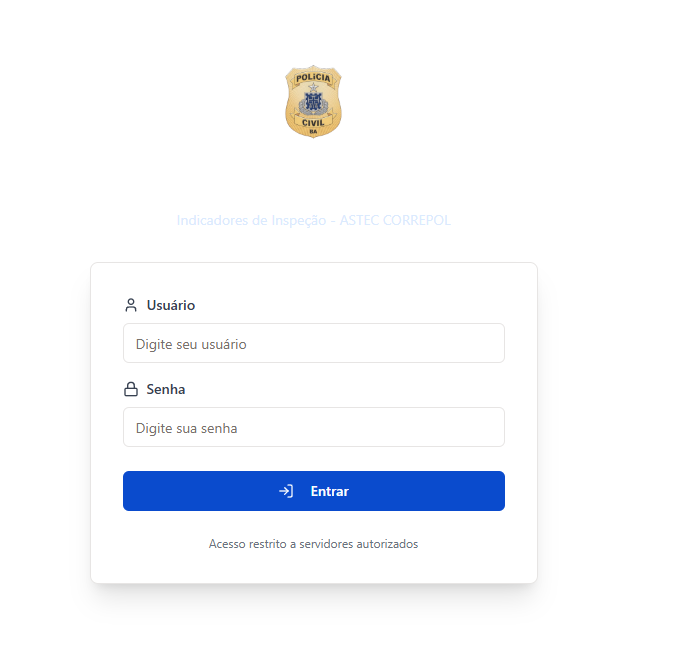 POLÍCIA
CIVIL
BA
Indicadores de Inspeção - ASTEC CORREPOL
Usuário
Digite seu usuário
Senha
Digite sua senha
Entrar
Acesso restrito a servidores autorizados